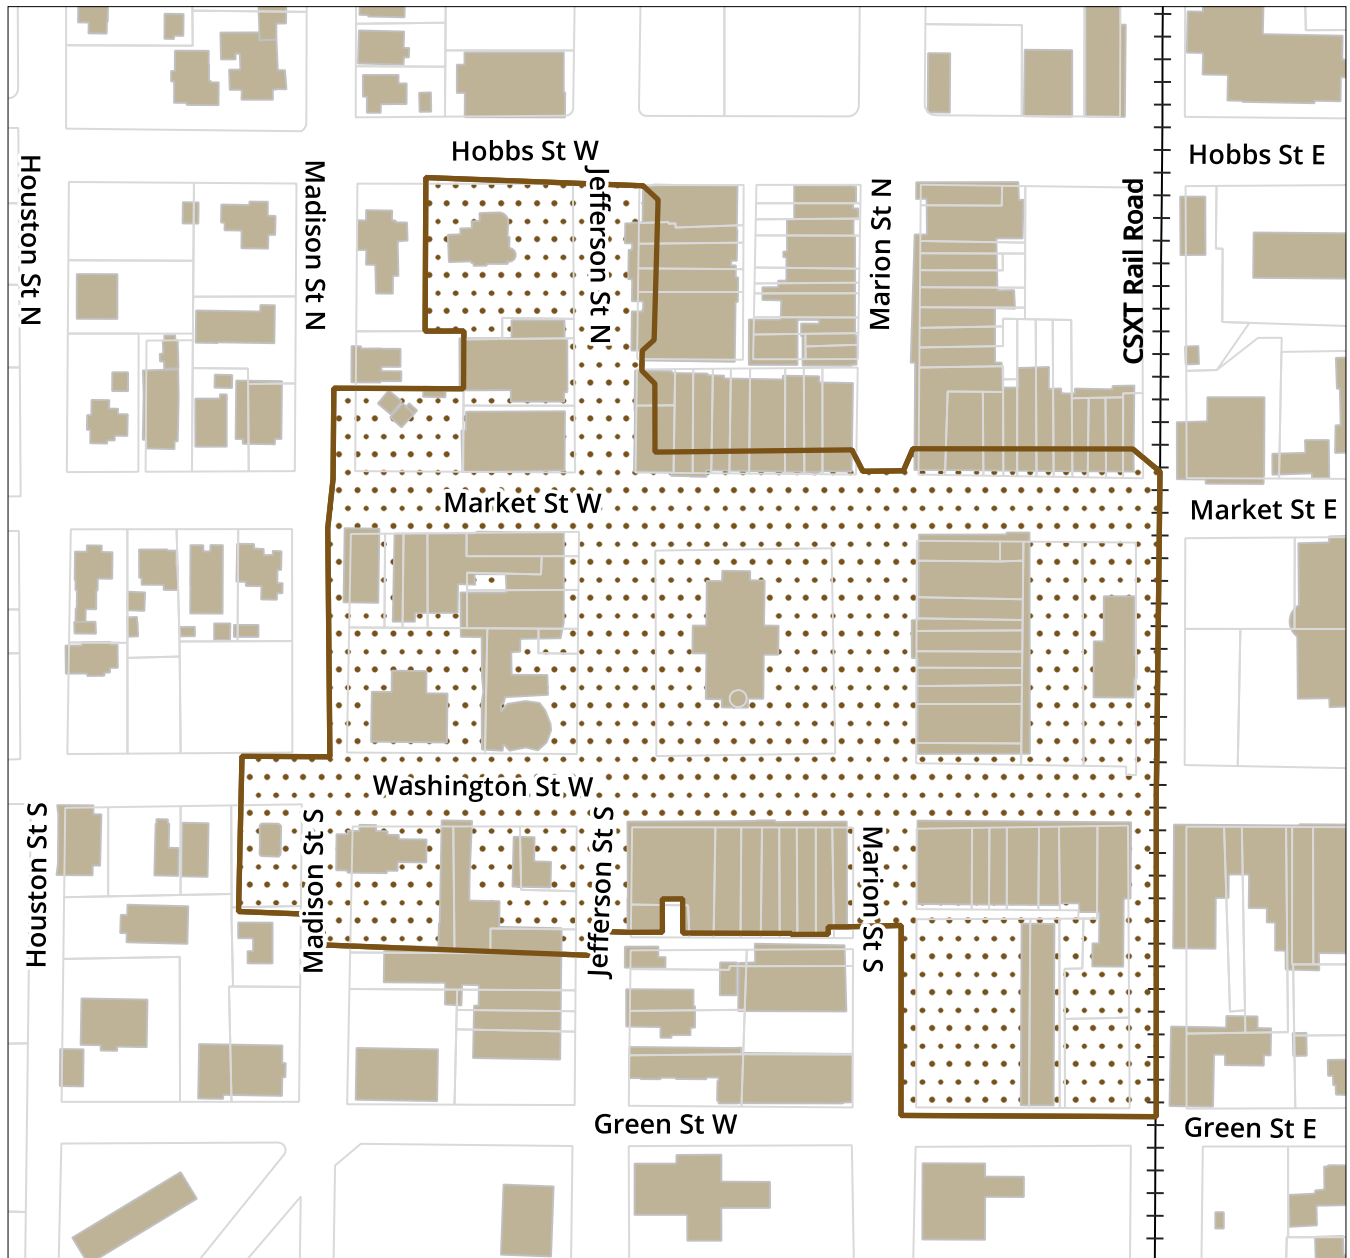 Hobbs St W
Hobbs St E
Houston St N
Madison St N
Jefferson St N
Marion St N
CSXT Rail Road
Market St W
Market St E
Washington St W
Houston St S
Madison St S
Jefferson St S
Marion St S
Green St W
Green St E